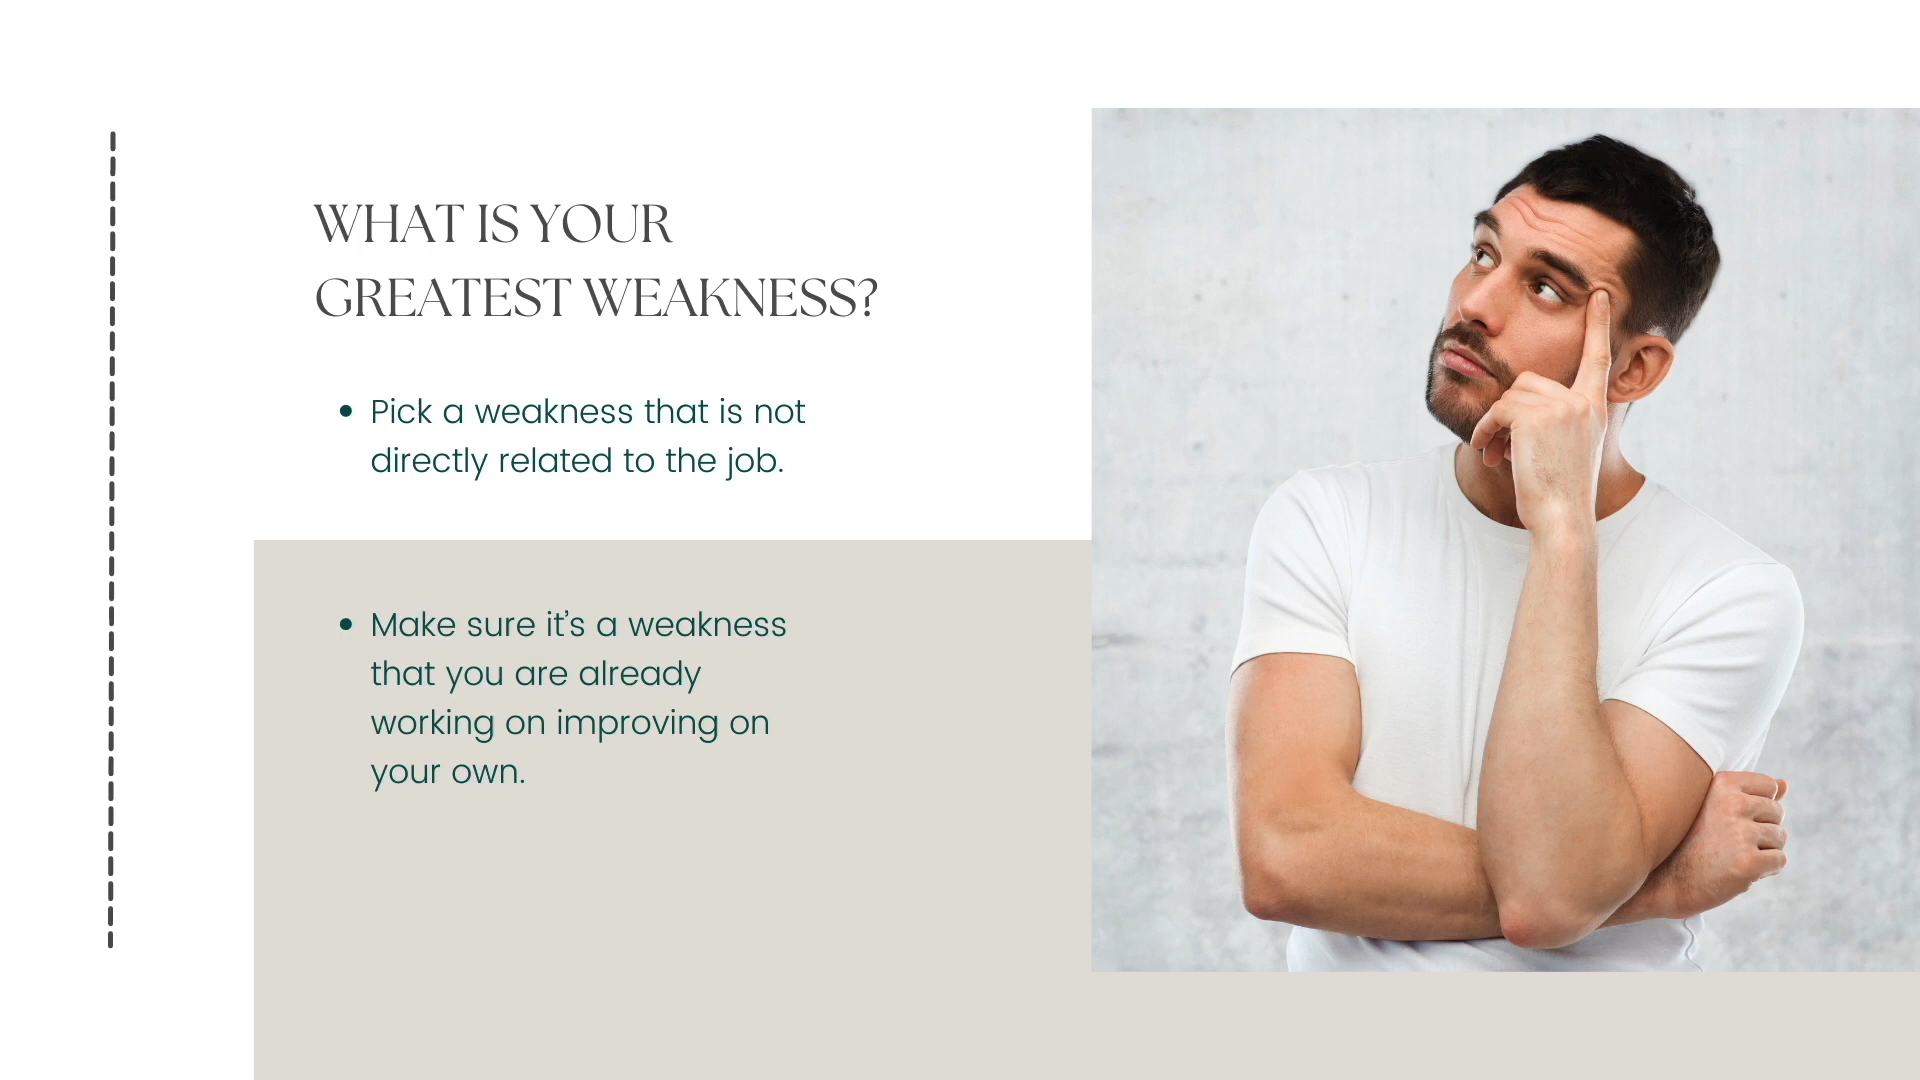 WHAT IS YOUR
GREATEST WEAKNESS?
• Pick a weakness that is not
directly related to the job.
• Make sure it’s a weakness
that you are already
working on improving on
your own.